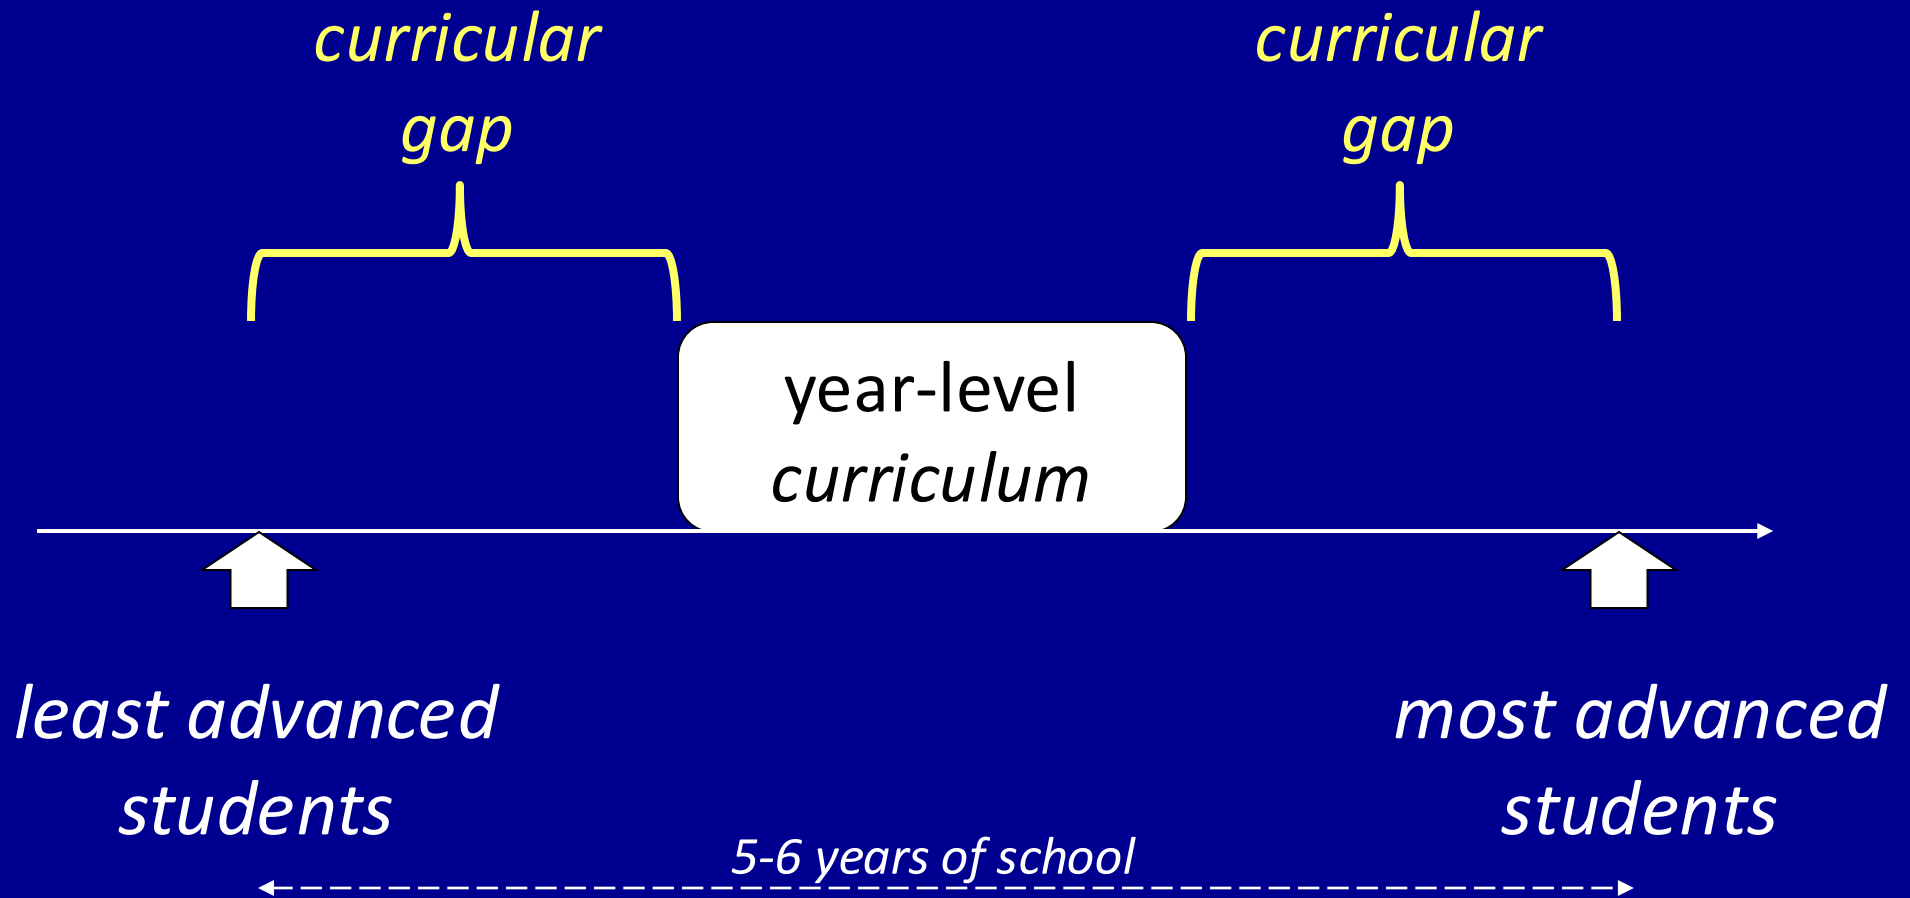 curricular
gap
curricular
gap
year-level
curriculum
least advanced
students
most advanced
students
5-6 years of school